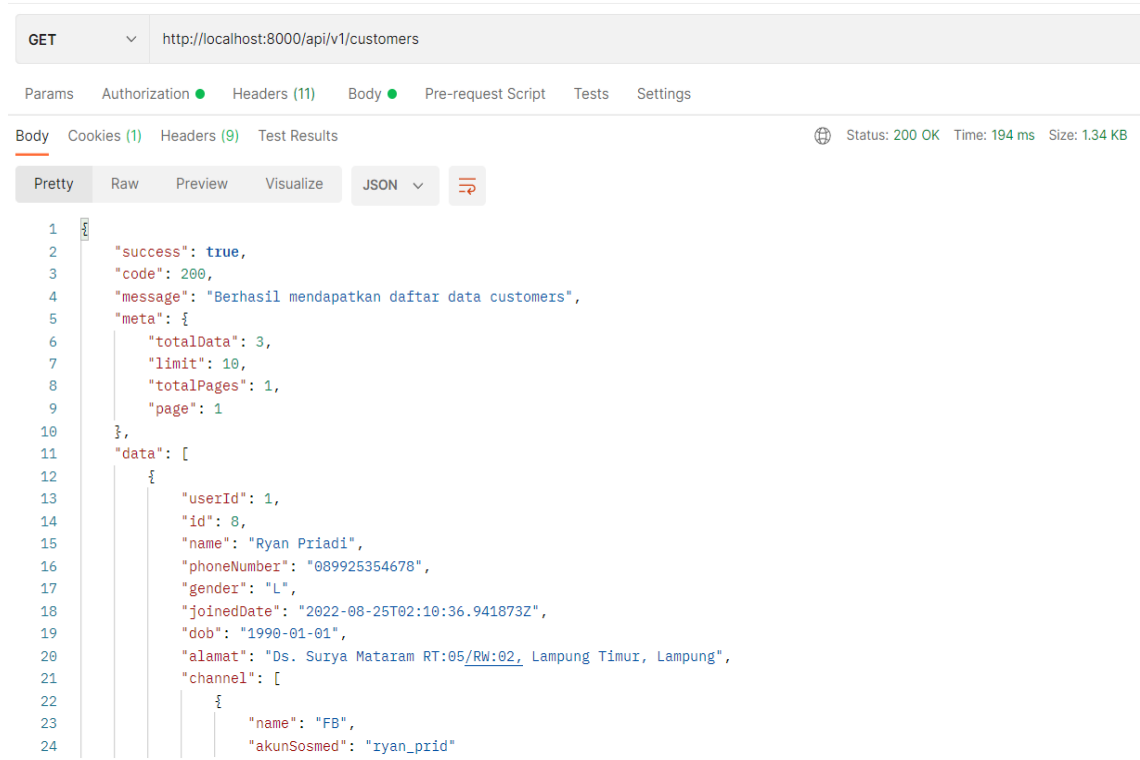 GET http://localhost:8000/api/v1/customers
Params Authorization Headers (11) Body Pre-request Script Tests Settings
Body Cookies (1) Headers (9) Test Results Status: 200 OK Time: 194 ms Size: 1.34 KB
Pretty Raw Preview Visualize JSON
1 {
2 "success": true,
3 "code": 200,
4 "message": "Berhasil mendapatkan daftar data customers",
5 "meta": {
6 "totalData": 3,
7 "limit": 10,
8 "totalPages": 1,
9 "page": 1
10 },
11 "data": [
12 {
13 "userId": 1,
14 "id": 8,
15 "name": "Ryan Priadi",
16 "phoneNumber": "089925354678",
17 "gender": "L",
18 "joinedDate": "2022-08-25T02:10:36.941873Z",
19 "dob": "1990-01-01",
20 "alamat": "Ds. Surya Mataram RT:05/RW:02, Lampung Timur, Lampung",
21 "channel": [
22 {
23 "name": "FB",
24 "akunSosmed": "ryan_prid"